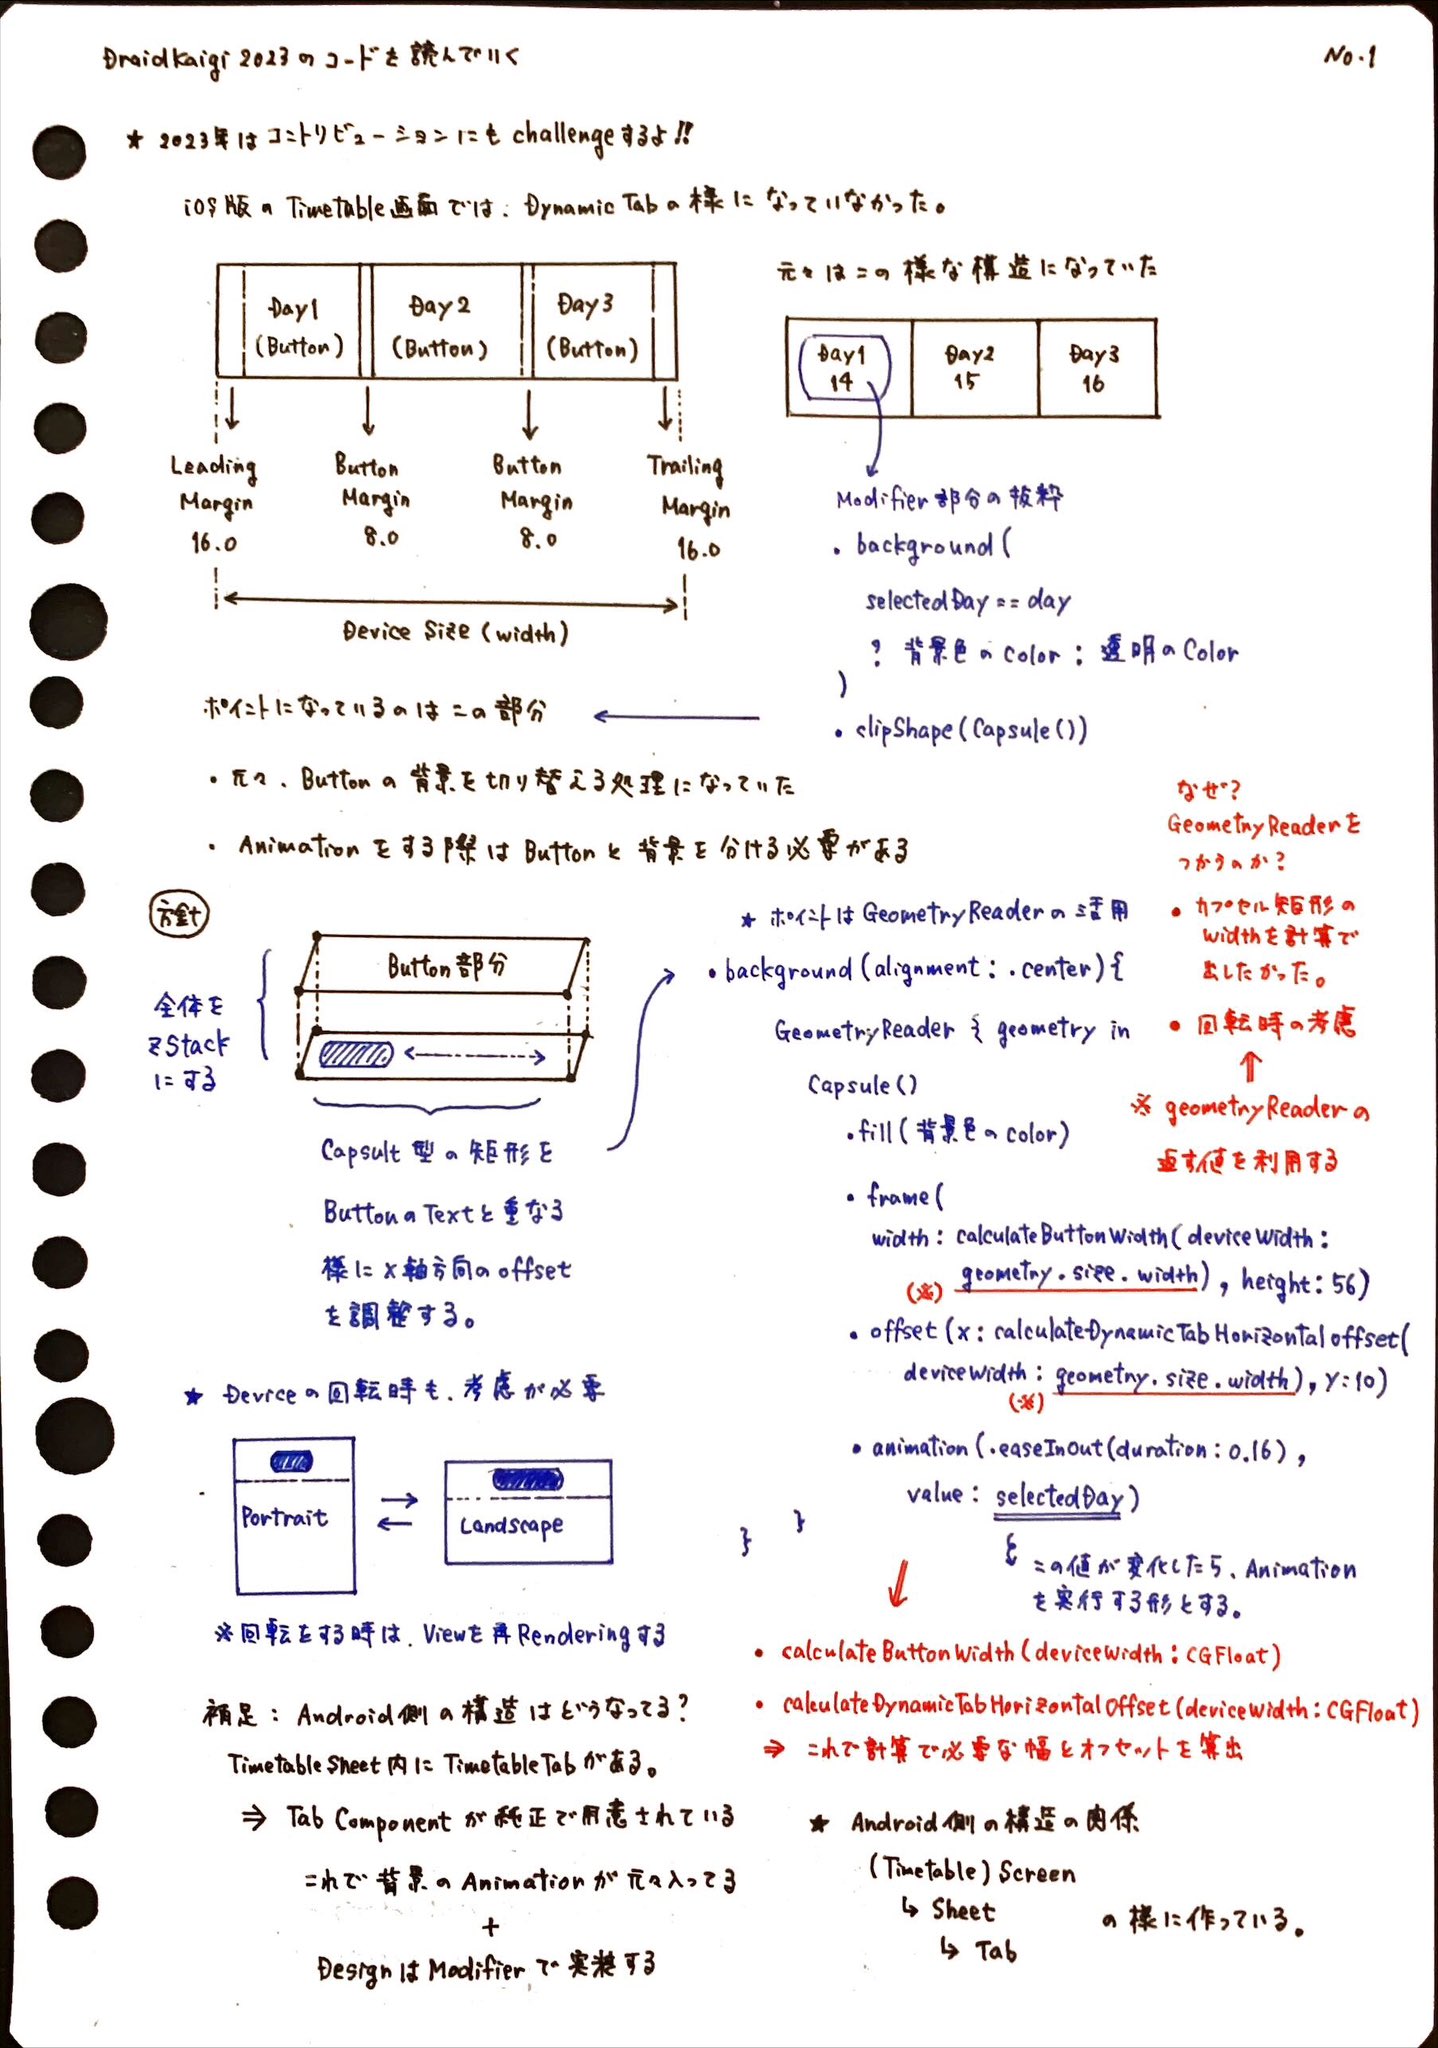 DroidKaigi 2023 の コードを 読んでいく
No.1
★ 2023年は コントリビューションにも challengeするよ!!
iOS版の Timetable画面では、Dynamic Tabの様になっていなかった。
Day1
(Button)
Day2
(Button)
Day3
(Button)
Leading
Margin
16.0
Button
Margin
8.0
Button
Margin
8.0
Trailing
Margin
16.0
Device Size (width)
元々はこの様な構造になっていた
Day1
14
Day2
15
Day3
16
Modifier部分の抜粋
・background(
selectedDay == day
? 背景色のColor : 透明のColor
)
・clipShape(Capsule())
ポイントになっているのはこの部分
・元々、Buttonの背景を切り替える処理になっていた
・Animationをする際はButtonと背景を分ける必要がある
方針
全体を
ZStack
にする
Button部分
Capsult型の矩形を
ButtonのTextと重なる
様にX軸方向のoffset
を調整する。
★ ポイントはGeometryReaderの活用
・background(alignment: .center){
GeometryReader { geometry in
Capsule()
・fill(背景色のcolor)
・frame(
width: calculateButtonWidth(deviceWidth:
(※) geometry.size.width), height: 56)
・offset(x: calculateDynamicTabHorizontaloffset(
deviceWidth: geometry.size.width), y:10)
(※)
・animation(.easeInOut(duration: 0.16),
value: selectedDay)
}
}
この値が変化したら、Animation
を実行する形とする。
なぜ?
GeometryReaderを
つかうのか?
・カプセル矩形の
widthを計算で
出したかった。
・回転時の考慮
⇑
※ geometryReaderの
返す値を利用する
★ Deviceの回転時も、考慮が必要
Portrait
Landscape
※回転をする時は、Viewを再Renderingする
・calculateButtonWidth(deviceWidth: CGFloat)
・calculateDynamicTabHorizontalOffset(deviceWidth: CGFloat)
⇒ これで計算で必要な幅とオフセットを算出
補足: Android側の構造はどうなってる?
TimetableSheet内にTimetableTabがある。
⇒ Tab Componentが純正で用意されている
これで背景のAnimationが元々入ってる
+
DesignはModifierで実装する
★ Android側の構造の関係
(Timetable) Screen
↳ Sheet
↳ Tab
の様に作っている。